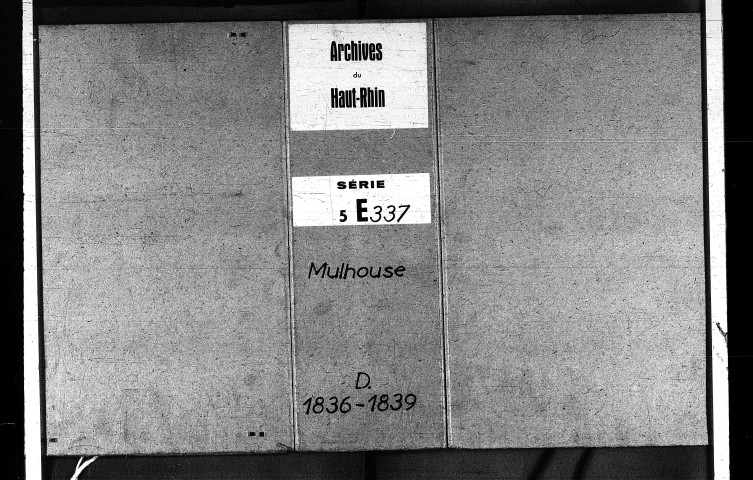 Archives
du
Haut-Rhin
SÉRIE
5 E 337
Mulhouse
D.
1836-1839